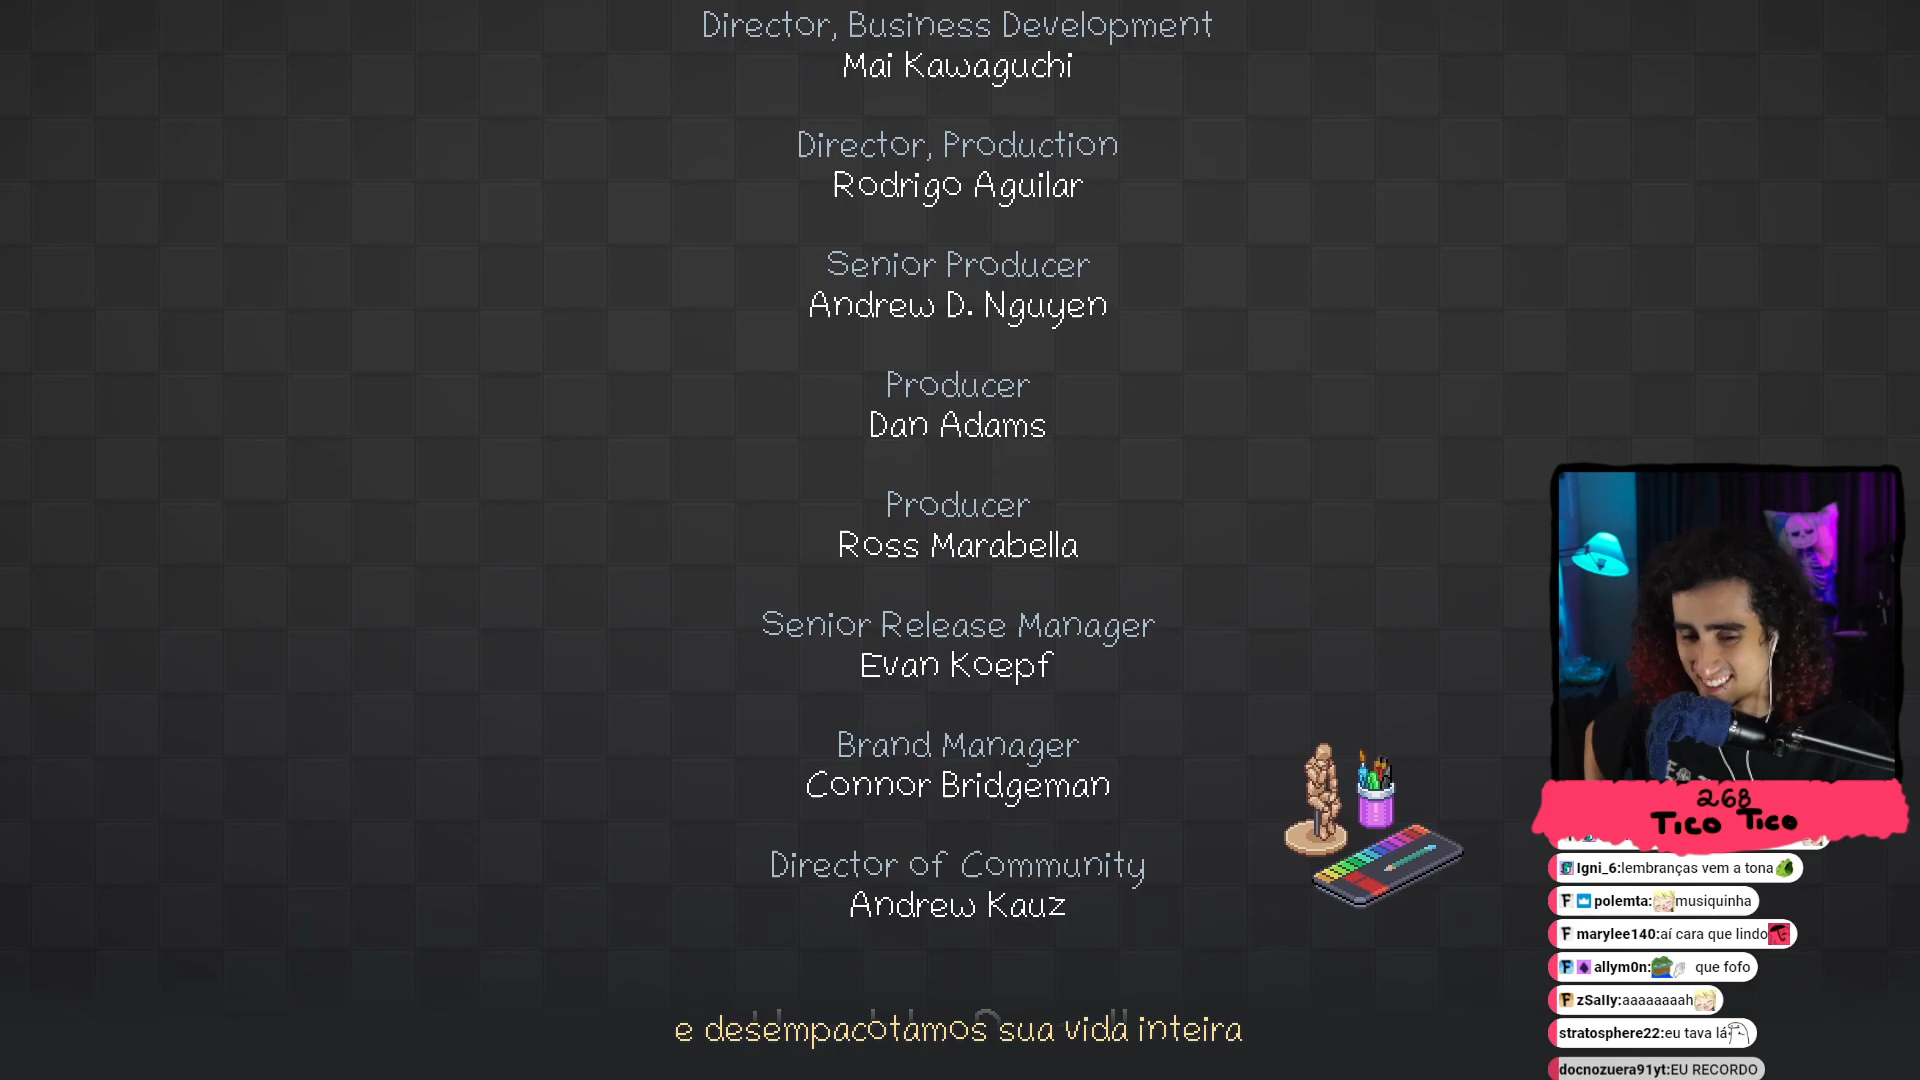 Director, Business Development
Mai Kawaguchi
Director, Production
Rodrigo Aguilar
Senior Producer
Andrew D. Nguyen
Producer
Dan Adams
Producer
Ross Marabella
Senior Release Manager
Evan Koepf
Brand Manager
Connor Bridgeman
Director of Community
Andrew Kauz
e desempacotamos sua vida inteira
268
Tico Tico
Igni_6:lembranças vem a tona
polemta:musiquinha
marylee140:aí cara que lindo
allym0n: que fofo
zSaIIy:aaaaaaaah
stratosphere22:eu tava lá
docnozuera91yt:EU RECORDO